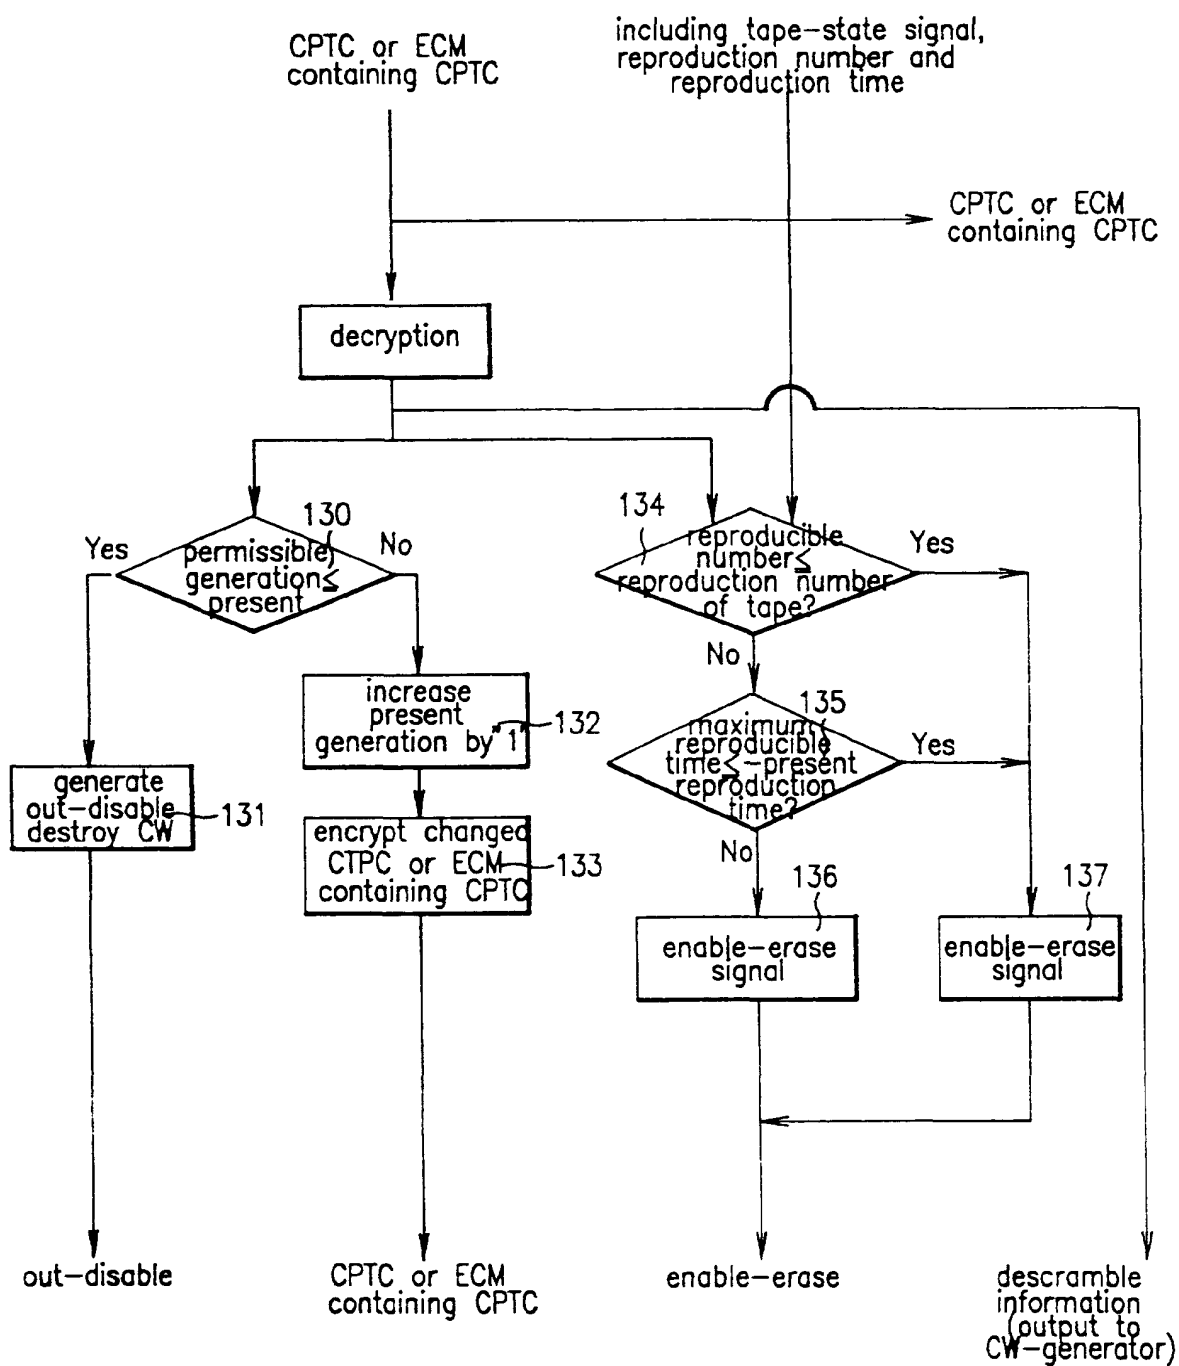 CPTC or ECM
containing CPTC
including tape-state signal,
reproduction number and
reproduction time
CPTC or ECM
containing CPTC
decryption
130
permissible
generation≤
present
Yes
No
134
reproducible
number≤
reproduction number
of tape?
Yes
No
increase
present
generation by"1"
132
135
maximum
reproducible
time≤-present
reproduction
time?
Yes
No
generate
out-disable
destroy CW
131
encrypt changed
CTPC or ECM
containing CPTC
133
136
enable-erase
signal
137
enable-erase
signal
out-disable
CPTC or ECM
containing CPTC
enable-erase
descramble
information
(output to
CW-generator)